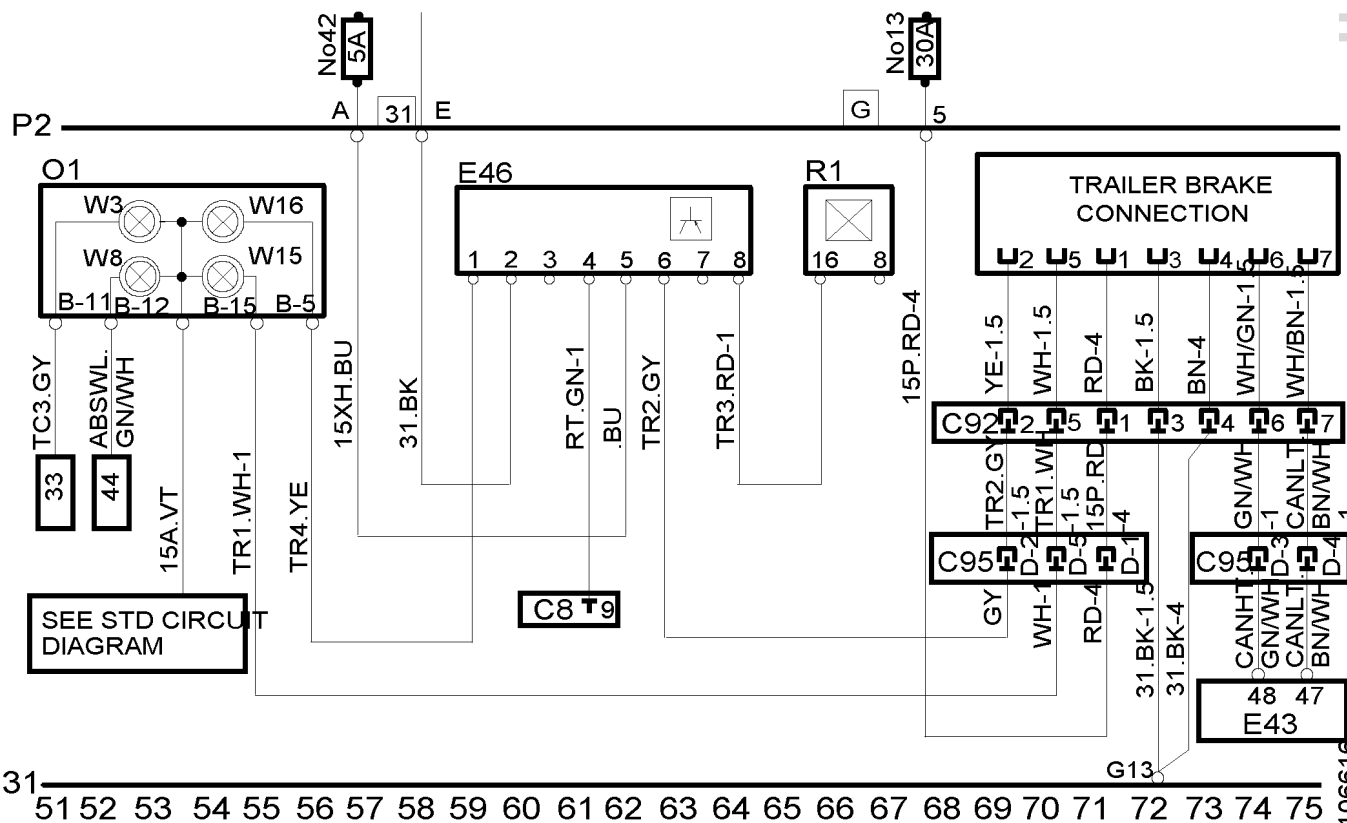 No42
5A
No13
30A
A
31
E
G
5
P2
O1
E46
R1
TRAILER BRAKE
CONNECTION
W3
W16
W8
W15
B-11
B-12
B-15
B-5
1 2 3 4 5 6 7 8
16 8
2 5 1 3 4 6 7
TC3.GY
ABSWL.
GN/WH
15A.VT
TR1.WH-1
TR4.YE
15XH.BU
31.BK
RT.GN-1
.BU
TR2.GY
TR3.RD-1
15P.RD-4
YE-1.5
WH-1.5
RD-4
BK-1.5
BN-4
WH/GN-1.5
WH/BN-1.5
C92 2 5 1 3 4 6 7
33
44
TR2.GY
-1.5
TR1.WH
-1.5
15P.RD
-4
GN/WH
-1
CANLT.
BN/WH
C95 D-2 D-5 D-1
C95 D-3 D-4
SEE STD CIRCUIT
DIAGRAM
C8 9
GY
WH-1
RD-4
31.BK-1.5
31.BK-4
CANHT.
GN/WH
CANLT.
BN/WH
48 47
E43
G13
31
51 52 53 54 55 56 57 58 59 60 61 62 63 64 65 66 67 68 69 70 71 72 73 74 75